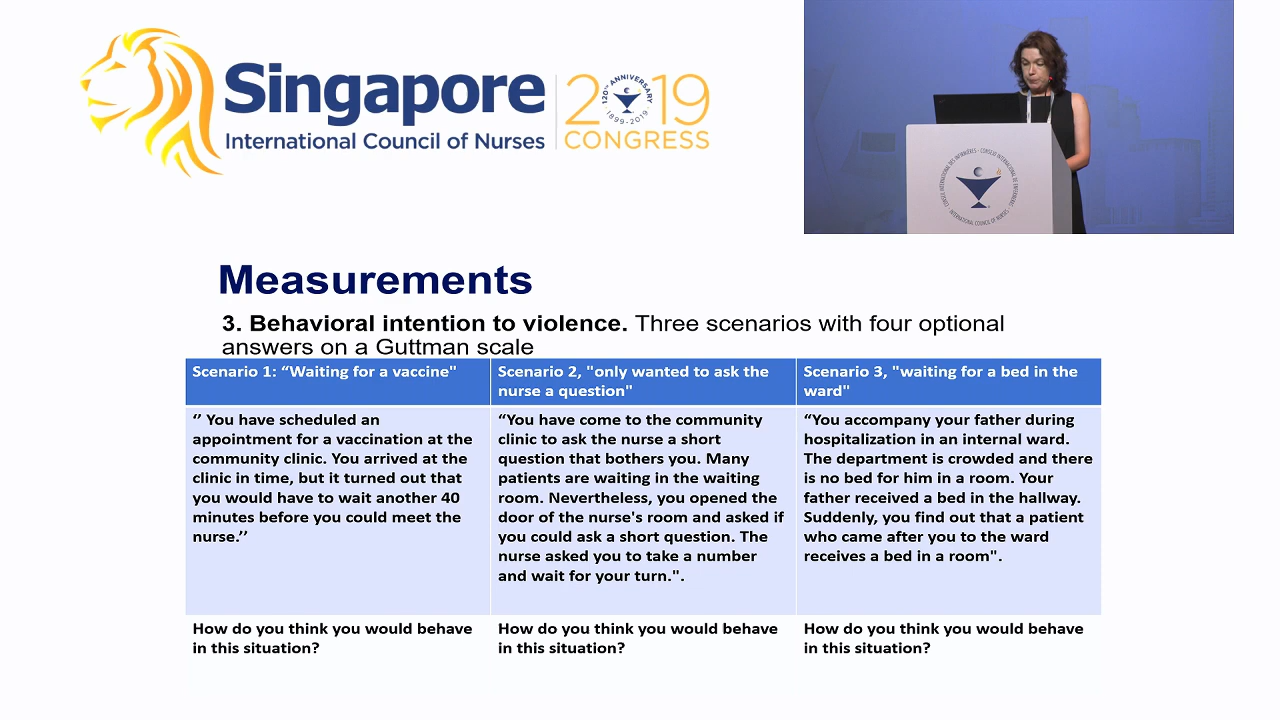 Singapore
International Council of Nurses
2019
120TH ANNIVERSARY
1899-2019
CONGRESS
CONSEIL INTERNATIONAL DES INFIRMIÈRES
INTERNATIONAL COUNCIL OF NURSES
Measurements
3. Behavioral intention to violence. Three scenarios with four optional
answers on a Guttman scale
Scenario 1: “Waiting for a vaccine"
‘’ You have scheduled an
appointment for a vaccination at the
community clinic. You arrived at the
clinic in time, but it turned out that
you would have to wait another 40
minutes before you could meet the
nurse.’’
How do you think you would behave
in this situation?
Scenario 2, "only wanted to ask the
nurse a question"
“You have come to the community
clinic to ask the nurse a short
question that bothers you. Many
patients are waiting in the waiting
room. Nevertheless, you opened the
door of the nurse's room and asked if
you could ask a short question. The
nurse asked you to take a number
and wait for your turn.".
How do you think you would behave
in this situation?
Scenario 3, "waiting for a bed in the
ward"
“You accompany your father during
hospitalization in an internal ward.
The department is crowded and there
is no bed for him in a room. Your
father received a bed in the hallway.
Suddenly, you find out that a patient
who came after you to the ward
receives a bed in a room".
How do you think you would behave
in this situation?